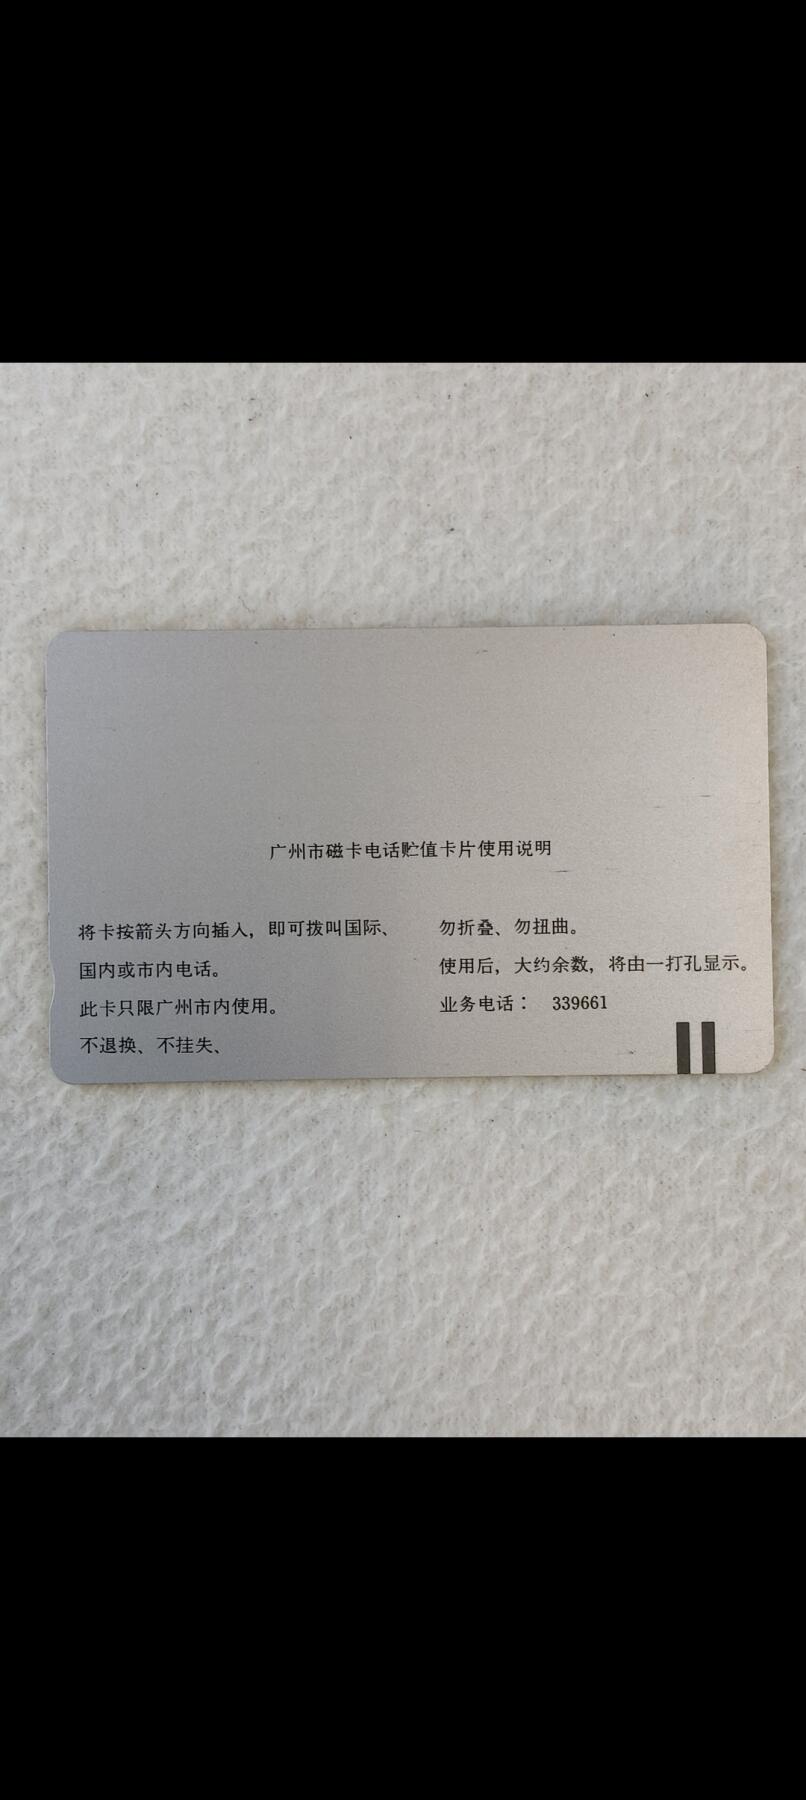 广州市磁卡电话贮值卡片使用说明
将卡按箭头方向插入，即可拨叫国际、
国内或市内电话。
此卡只限广州市内使用。
不退换、不挂失、
勿折叠、勿扭曲。
使用后，大约余数，将由一打孔显示。
业务电话： 339661